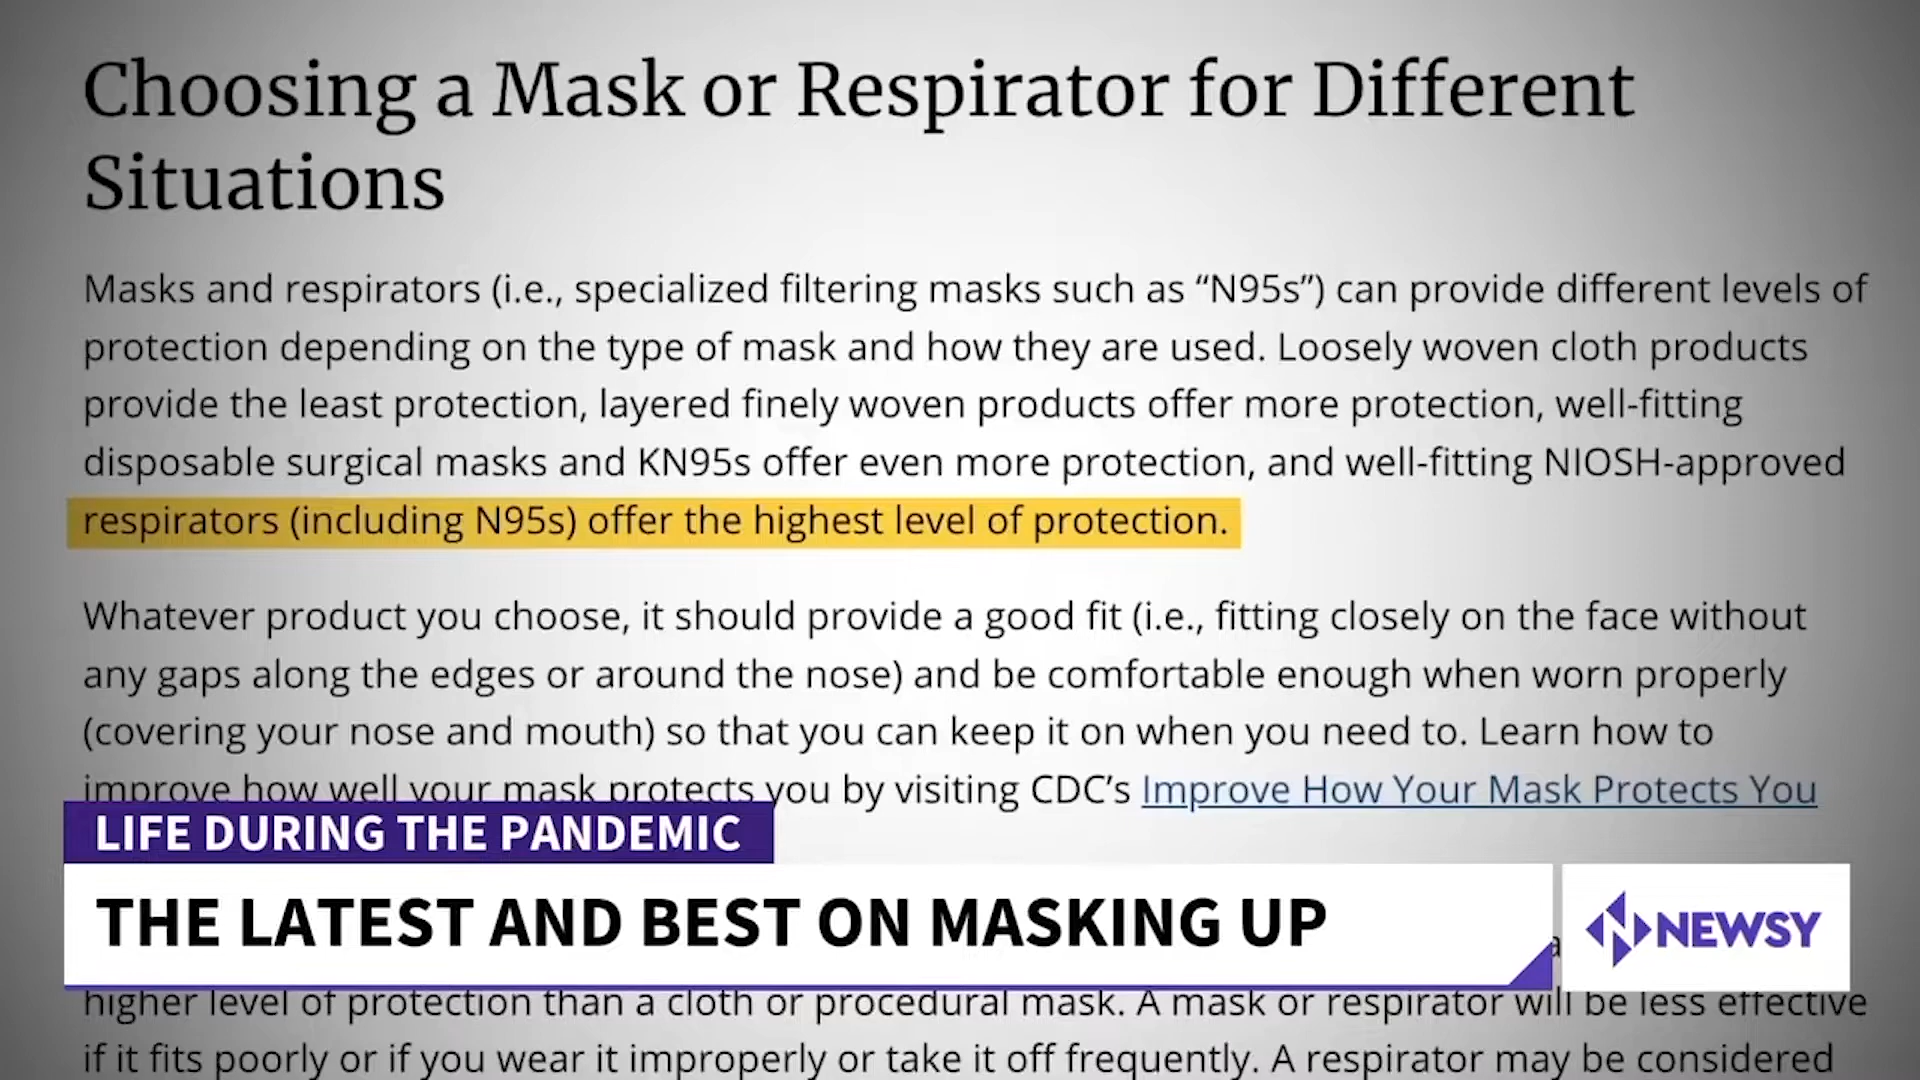 Choosing a Mask or Respirator for Different
Situations
Masks and respirators (i.e., specialized filtering masks such as “N95s”) can provide different levels of
protection depending on the type of mask and how they are used. Loosely woven cloth products
provide the least protection, layered finely woven products offer more protection, well-fitting
disposable surgical masks and KN95s offer even more protection, and well-fitting NIOSH-approved
respirators (including N95s) offer the highest level of protection.
Whatever product you choose, it should provide a good fit (i.e., fitting closely on the face without
any gaps along the edges or around the nose) and be comfortable enough when worn properly
(covering your nose and mouth) so that you can keep it on when you need to. Learn how to
improve how well your mask protects you by visiting CDC’s Improve How Your Mask Protects You
LIFE DURING THE PANDEMIC
THE LATEST AND BEST ON MASKING UP
NEWSY
higher level of protection than a cloth or procedural mask. A mask or respirator will be less effective
if it fits poorly or if you wear it improperly or take it off frequently. A respirator may be considered